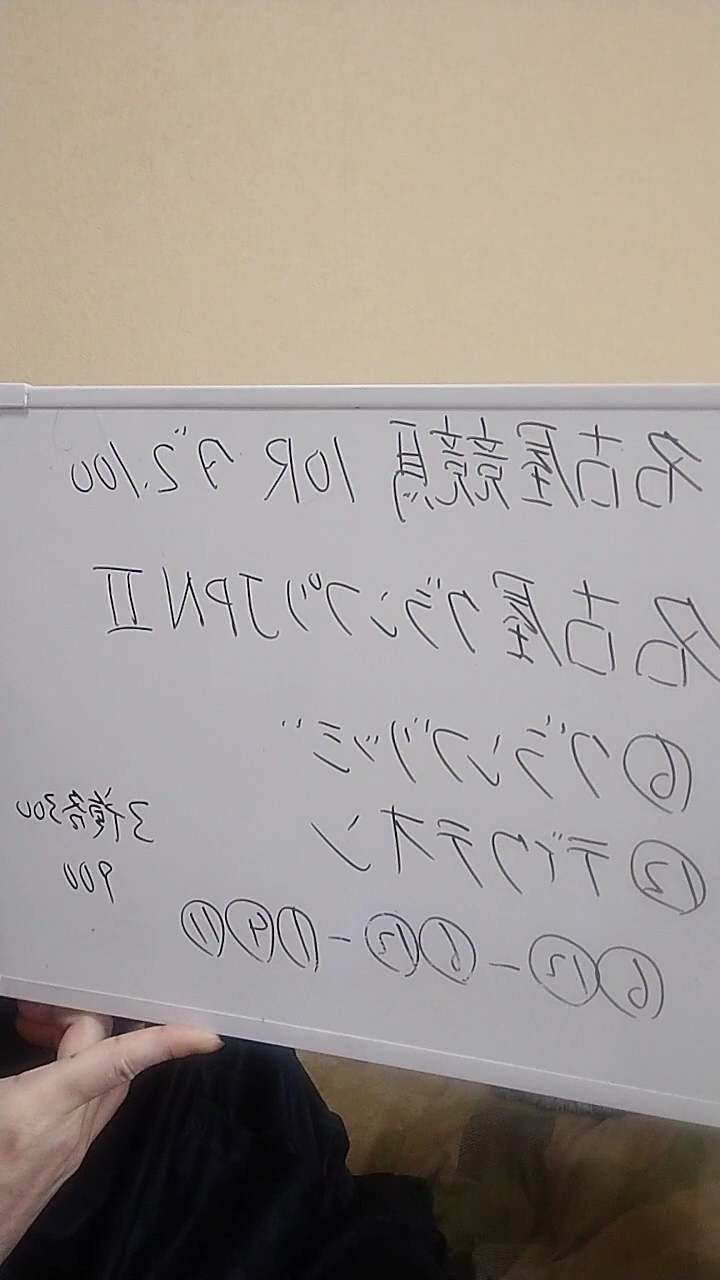 名古屋競馬 10R ダ2.100
名古屋グランプリJPNⅡ
⑥グランブリッジ
⑫ディクテオン
3複各300
900
⑥⑫-⑥⑫-①④⑪